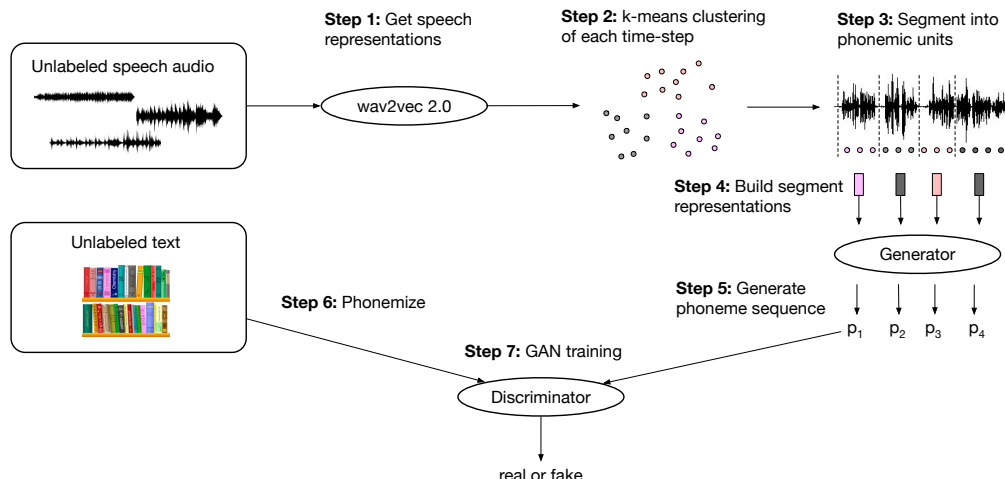 Step 1: Get speech
representations
Step 2: k-means clustering
of each time-step
Step 3: Segment into
phonemic units
Unlabeled speech audio
wav2vec 2.0
Step 4: Build segment
representations
Unlabeled text
Generator
Step 5: Generate
phoneme sequence
Step 6: Phonemize
p1 p2 p3 p4
Step 7: GAN training
Discriminator
real or fake